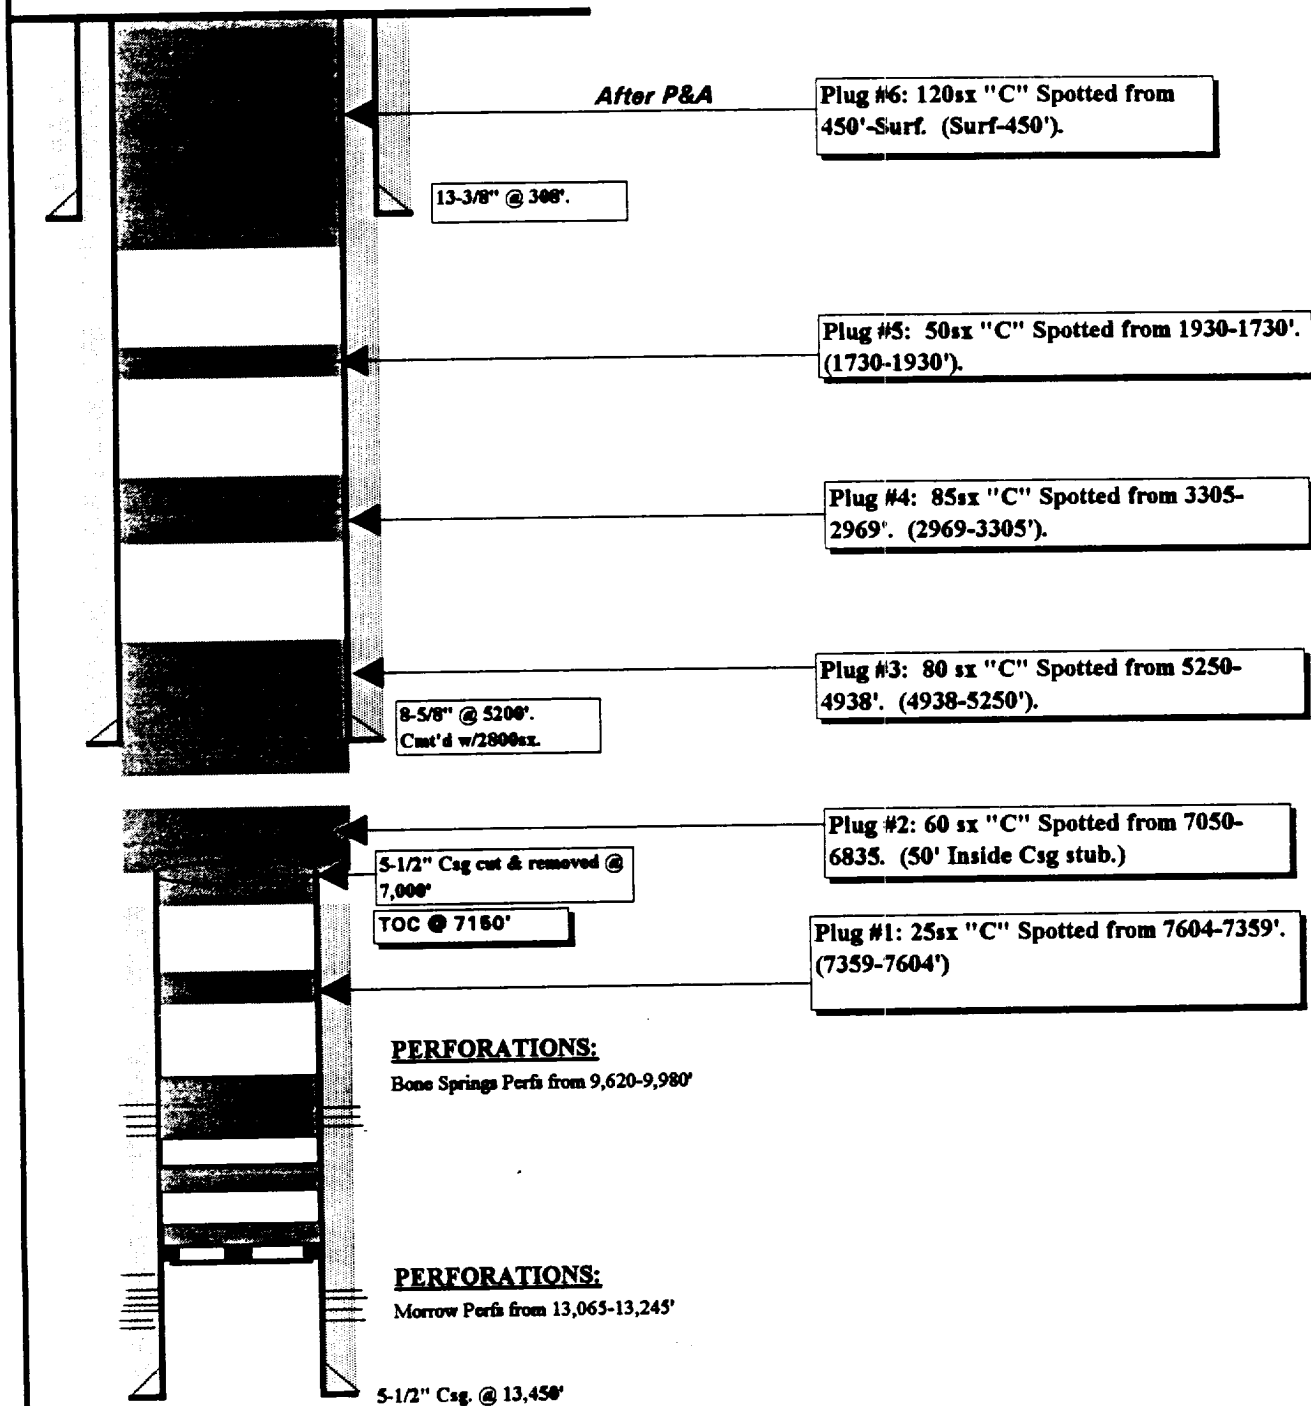 After P&A
Plug #6: 120sx "C" Spotted from
450'-Surf. (Surf-450').
13-3/8" @ 308'.
Plug #5: 50sx "C" Spotted from 1930-1730'.
(1730-1930').
Plug #4: 85sx "C" Spotted from 3305-
2969'. (2969-3305').
Plug #3: 80 sx "C" Spotted from 5250-
4938'. (4938-5250').
8-5/8" @ 5200'.
Cmt'd w/2800sx.
Plug #2: 60 sx "C" Spotted from 7050-
6835. (50' Inside Csg stub.)
5-1/2" Csg cut & removed @
7,000'
TOC @ 7150'
Plug #1: 25sx "C" Spotted from 7604-7359'.
(7359-7604')
PERFORATIONS:
Bone Springs Perfs from 9,620-9,980'
PERFORATIONS:
Morrow Perfs from 13,065-13,245'
5-1/2" Csg. @ 13,450'